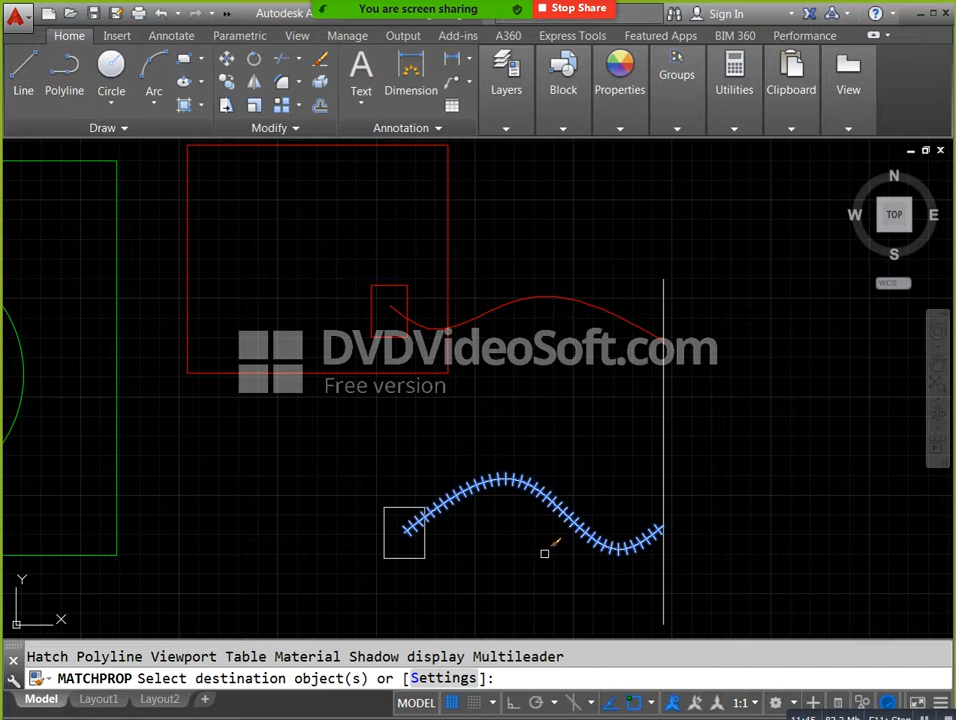 You are screen sharing
Stop Share
Autodesk A
Sign In
Home Insert Annotate Parametric View Manage Output Add-ins A360 Express Tools Featured Apps BIM 360 Performance
Line Polyline Circle Arc Text Dimension Layers Block Properties Groups Utilities Clipboard View
Draw Modify Annotation
N
W TOP E
S
WCS
DVDVideoSoft.com
Free version
Y
X
Hatch Polyline Viewport Table Material Shadow display Multileader
MATCHPROP Select destination object(s) or [Settings]:
Model Layout1 Layout2 +
MODEL 1:1